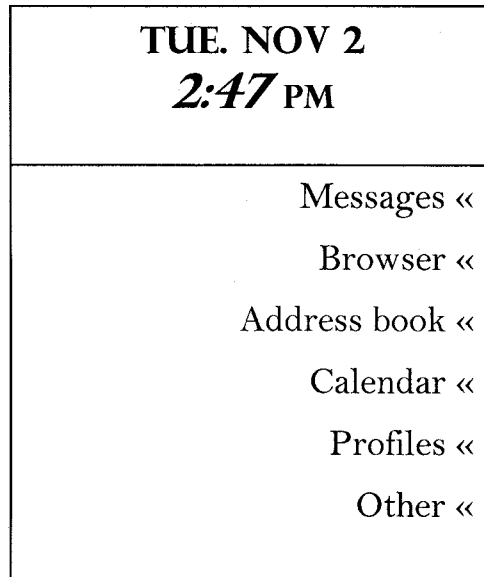 TUE. NOV 2
2:47 PM
Messages «
Browser «
Address book «
Calendar «
Profiles «
Other «